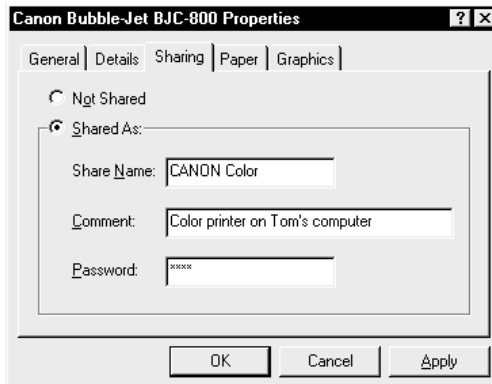 Canon Bubble-Jet BJC-800 Properties
General Details Sharing Paper Graphics
Not Shared
Shared As:
Share Name: CANON Color
Comment: Color printer on Tom's computer
Password: ****
OK Cancel Apply